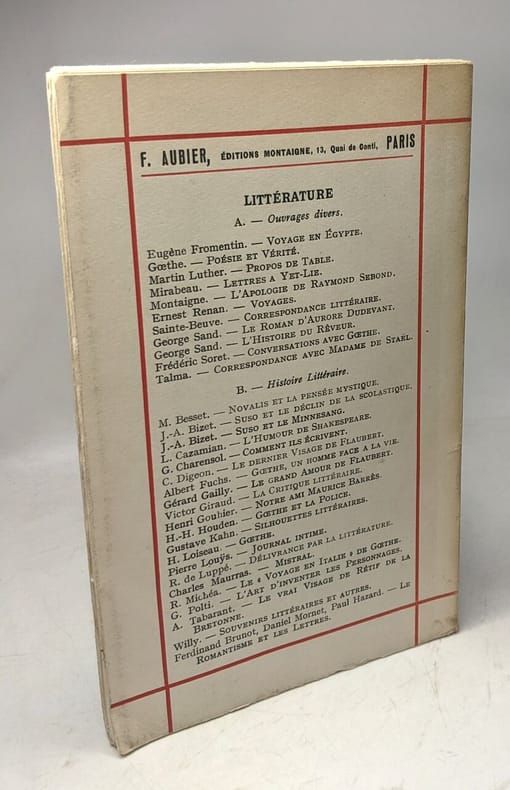 F. AUBIER, ÉDITIONS MONTAIGNE, 13, Quai de Conti, PARIS
LITTÉRATURE
A. — Ouvrages divers.
Eugène Fromentin. — VOYAGE EN ÉGYPTE.
Gœthe. — POÉSIE ET VÉRITÉ.
Martin Luther. — PROPOS DE TABLE.
Mirabeau. — LETTRES A YET-LIE.
Montaigne. — L'APOLOGIE DE RAYMOND SEBOND.
Ernest Renan. — VOYAGES.
Sainte-Beuve. — CORRESPONDANCE LITTÉRAIRE.
George Sand. — LE ROMAN D'AURORE DUDEVANT.
George Sand. — L'HISTOIRE DU RÊVEUR.
Frédéric Soret. — CONVERSATIONS AVEC GŒTHE.
Talma. — CORRESPONDANCE AVEC MADAME DE STAËL.
B. — Histoire Littéraire.
M. Besset. — NOVALIS ET LA PENSÉE MYSTIQUE.
J.-A. Bizet. — SUSO ET LE DÉCLIN DE LA SCOLASTIQUE.
J.-A. Bizet. — SUSO ET LE MINNESANG.
L. Cazamian. — L'HUMOUR DE SHAKESPEARE.
G. Charensol. — COMMENT ILS ÉCRIVENT.
C. Digeon. — LE DERNIER VISAGE DE FLAUBERT.
Albert Fuchs. — GŒTHE, UN HOMME FACE A LA VIE.
Gérard Gailly. — LE GRAND AMOUR DE FLAUBERT.
Victor Giraud. — LA CRITIQUE LITTÉRAIRE.
Henri Gouhier. — NOTRE AMI MAURICE BARRÈS.
H.-H. Houden. — GŒTHE ET LA POLICE.
Gustave Kahn. — SILHOUETTES LITTÉRAIRES.
H. Loiseau. — GŒTHE.
Pierre Louÿs. — JOURNAL INTIME.
R. de Luppé. — DÉLIVRANCE PAR LA LITTÉRATURE.
Charles Maurras. — MISTRAL.
R. Michéa. — LE « VOYAGE EN ITALIE » DE GŒTHE.
G. Polti. — L'ART D'INVENTER LES PERSONNAGES.
A. Tabarant. — LE VRAI VISAGE DE RÉTIF DE LA
BRETONNE.
Willy. — SOUVENIRS LITTÉRAIRES ET AUTRES.
Ferdinand Brunot, Daniel Mornet, Paul Hazard. — LE
ROMANTISME ET LES LETTRES.